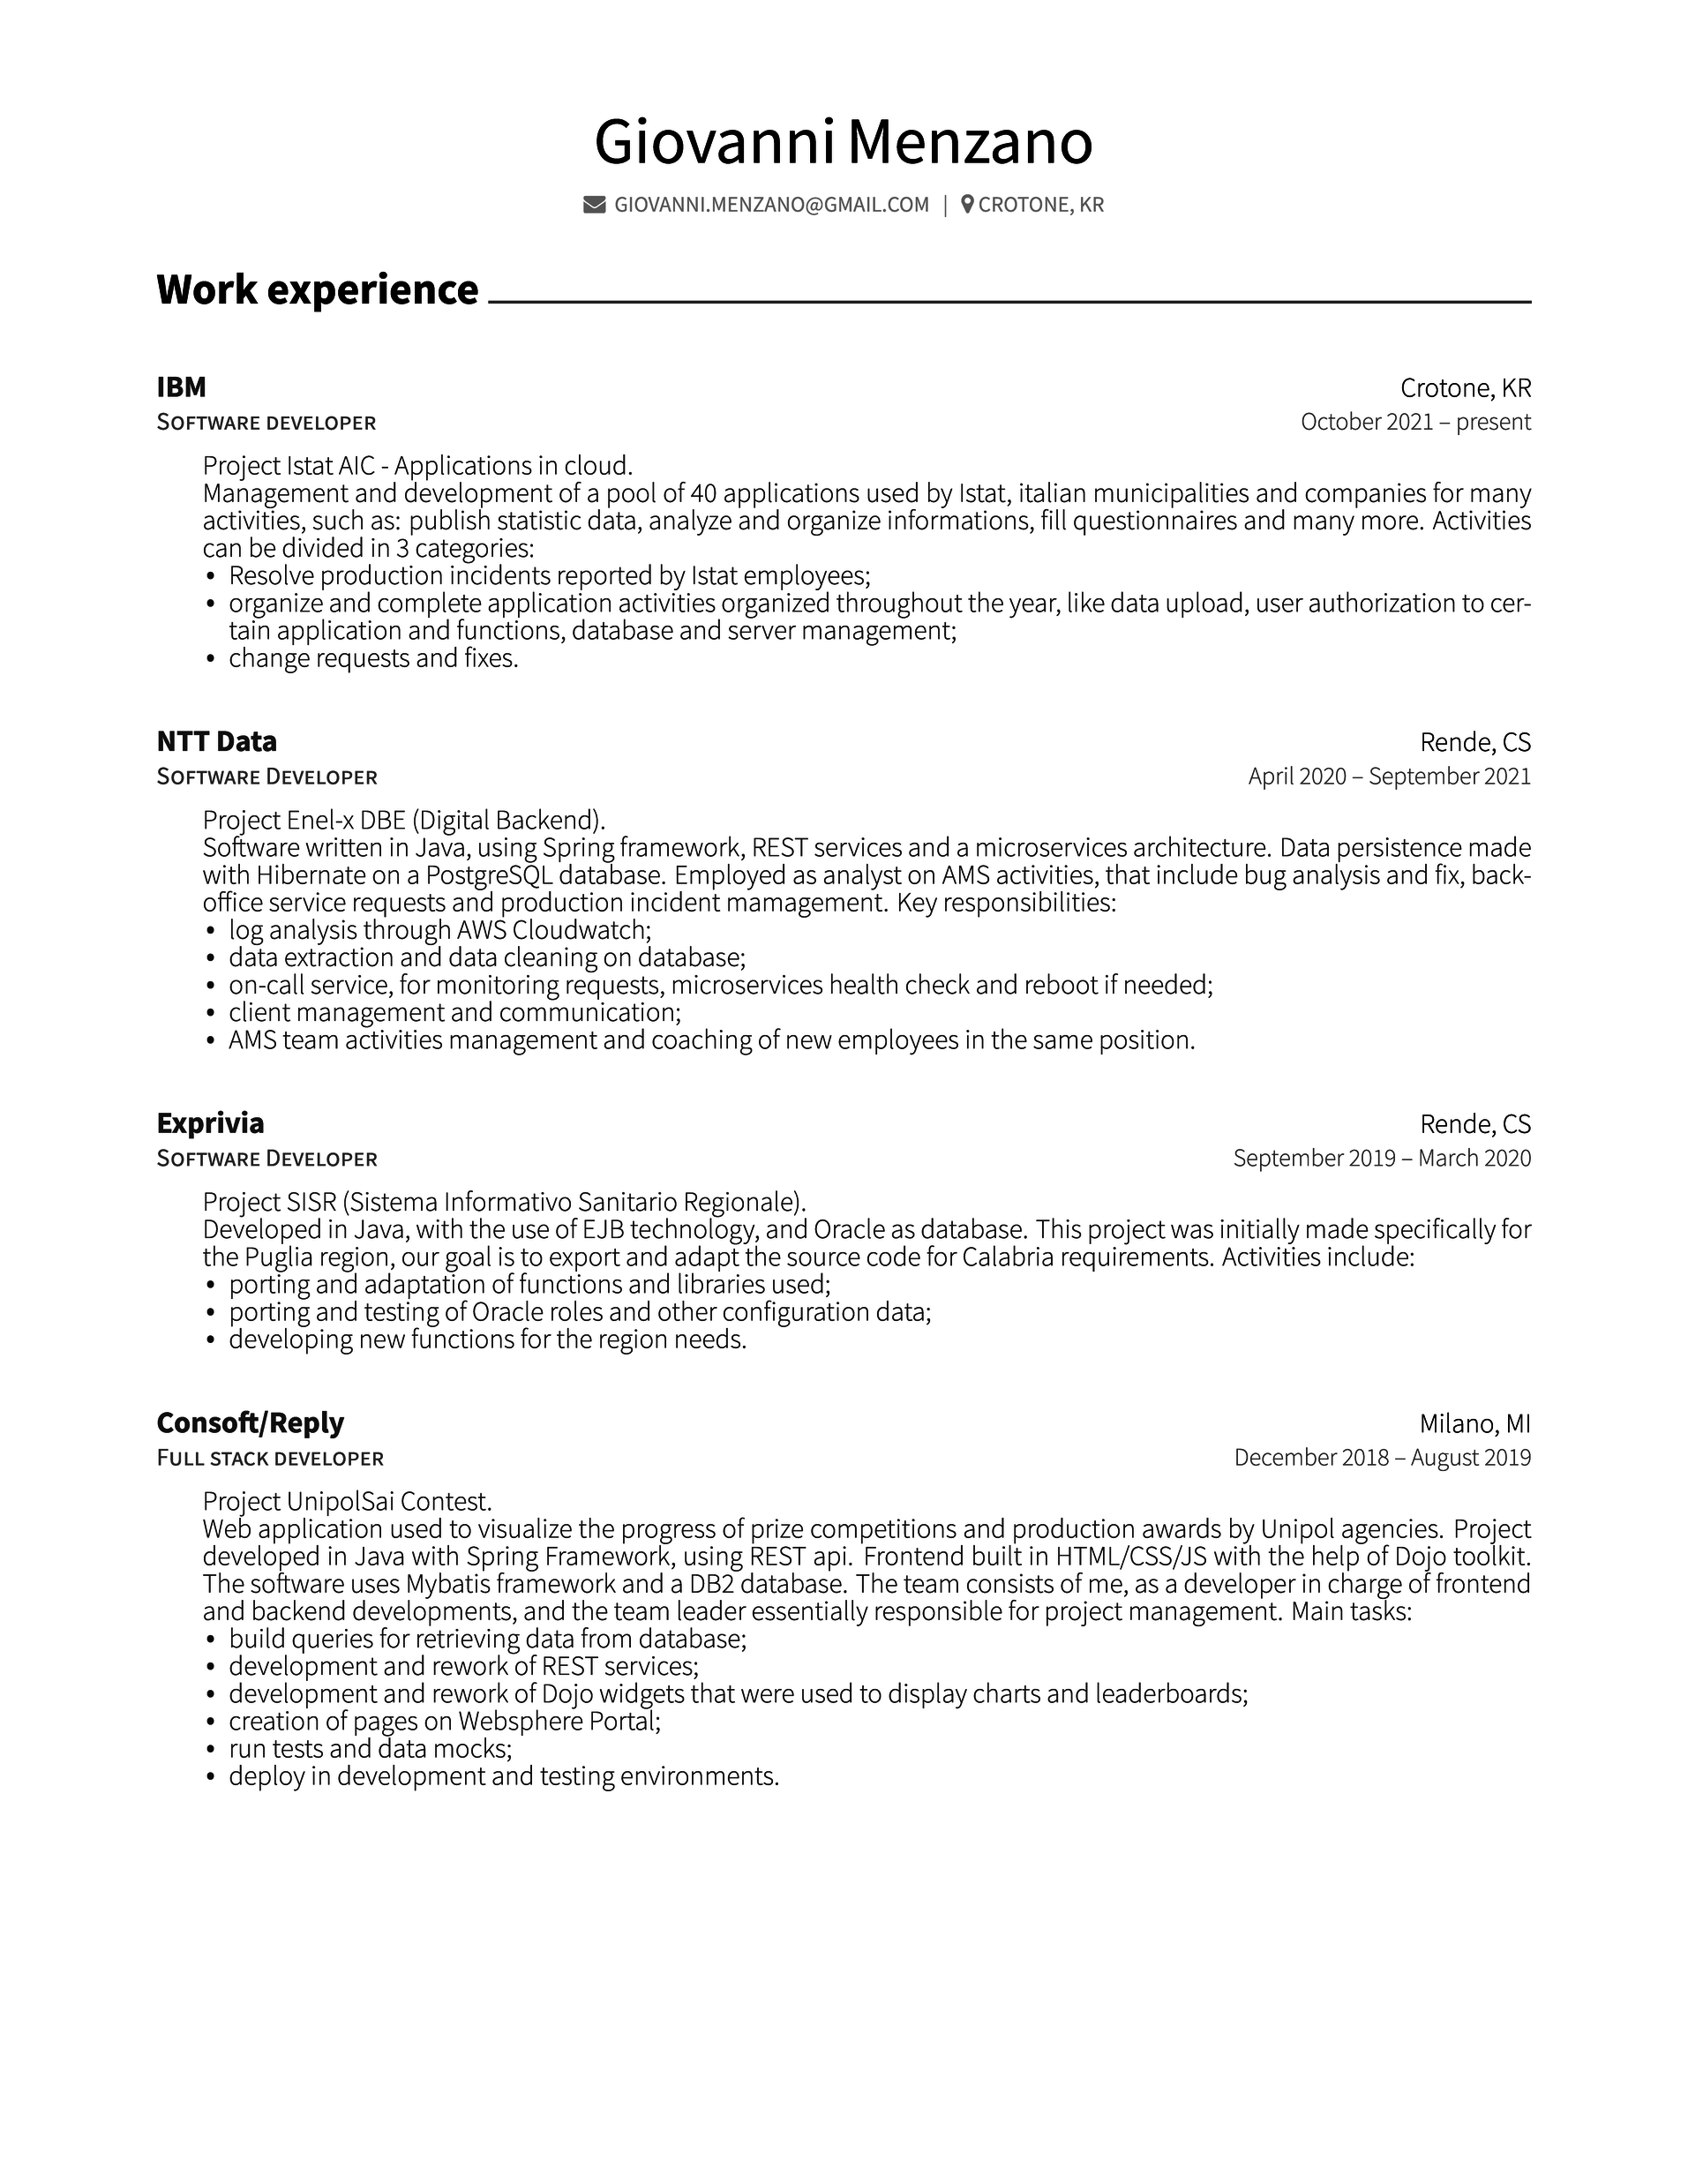 Giovanni Menzano
GIOVANNI.MENZANO@GMAIL.COM | CROTONE, KR
Work experience
IBM Crotone, KR
Software developer October 2021 – present
Project Istat AIC - Applications in cloud.
Management and development of a pool of 40 applications used by Istat, italian municipalities and companies for many
activities, such as: publish statistic data, analyze and organize informations, fill questionnaires and many more. Activities
can be divided in 3 categories:
• Resolve production incidents reported by Istat employees;
• organize and complete application activities organized throughout the year, like data upload, user authorization to cer-
tain application and functions, database and server management;
• change requests and fixes.
NTT Data Rende, CS
Software Developer April 2020 – September 2021
Project Enel-x DBE (Digital Backend).
Software written in Java, using Spring framework, REST services and a microservices architecture. Data persistence made
with Hibernate on a PostgreSQL database. Employed as analyst on AMS activities, that include bug analysis and fix, back-
office service requests and production incident mamagement. Key responsibilities:
• log analysis through AWS Cloudwatch;
• data extraction and data cleaning on database;
• on-call service, for monitoring requests, microservices health check and reboot if needed;
• client management and communication;
• AMS team activities management and coaching of new employees in the same position.
Exprivia Rende, CS
Software Developer September 2019 – March 2020
Project SISR (Sistema Informativo Sanitario Regionale).
Developed in Java, with the use of EJB technology, and Oracle as database. This project was initially made specifically for
the Puglia region, our goal is to export and adapt the source code for Calabria requirements. Activities include:
• porting and adaptation of functions and libraries used;
• porting and testing of Oracle roles and other configuration data;
• developing new functions for the region needs.
Consoft/Reply Milano, MI
Full stack developer December 2018 – August 2019
Project UnipolSai Contest.
Web application used to visualize the progress of prize competitions and production awards by Unipol agencies. Project
developed in Java with Spring Framework, using REST api. Frontend built in HTML/CSS/JS with the help of Dojo toolkit.
The software uses Mybatis framework and a DB2 database. The team consists of me, as a developer in charge of frontend
and backend developments, and the team leader essentially responsible for project management. Main tasks:
• build queries for retrieving data from database;
• development and rework of REST services;
• development and rework of Dojo widgets that were used to display charts and leaderboards;
• creation of pages on Websphere Portal;
• run tests and data mocks;
• deploy in development and testing environments.